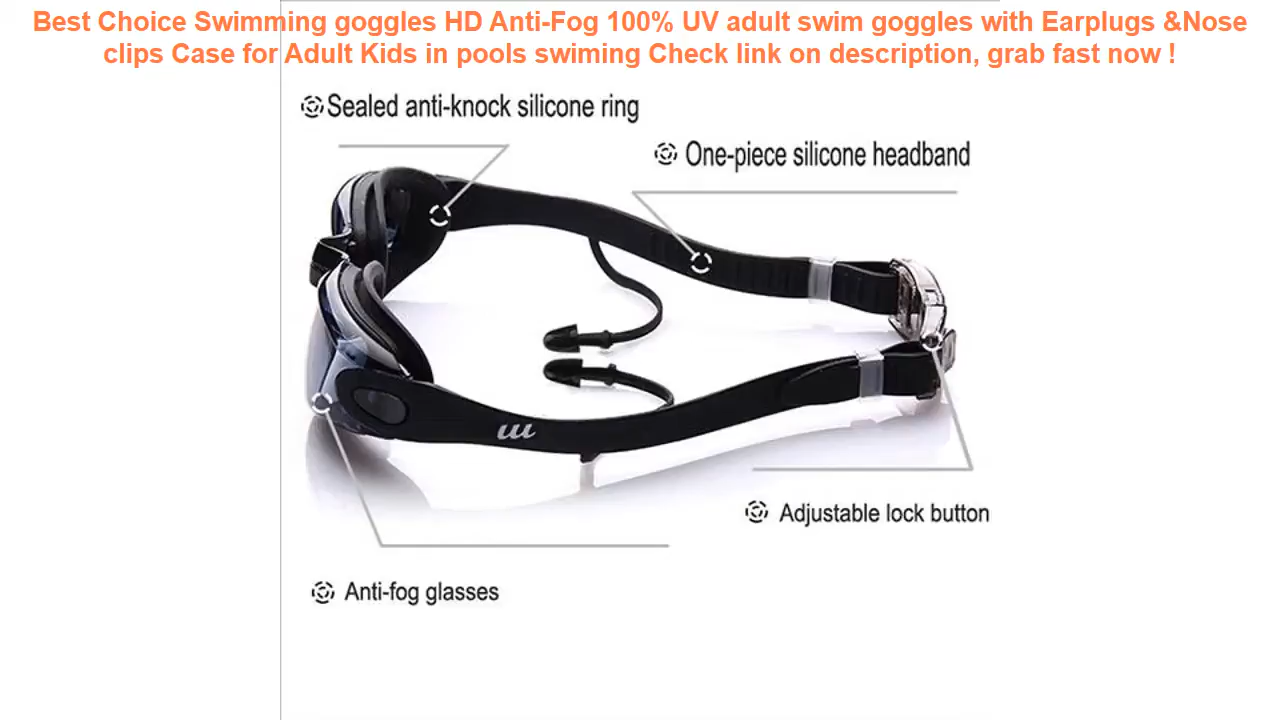 Best Choice Swimming goggles HD Anti-Fog 100% UV adult swim goggles with Earplugs &Nose
clips Case for Adult Kids in pools swiming Check link on description, grab fast now !
Sealed anti-knock silicone ring
One-piece silicone headband
Adjustable lock button
Anti-fog glasses